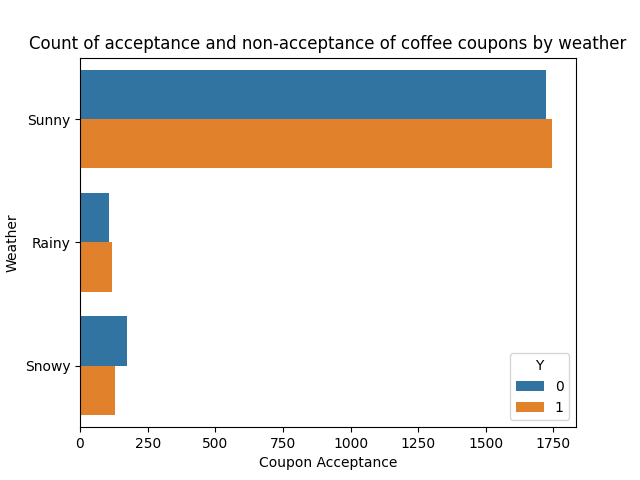 Count of acceptance and non-acceptance of coffee coupons by weather
Weather
Sunny
Rainy
Snowy
Y
0
1
0 250 500 750 1000 1250 1500 1750
Coupon Acceptance